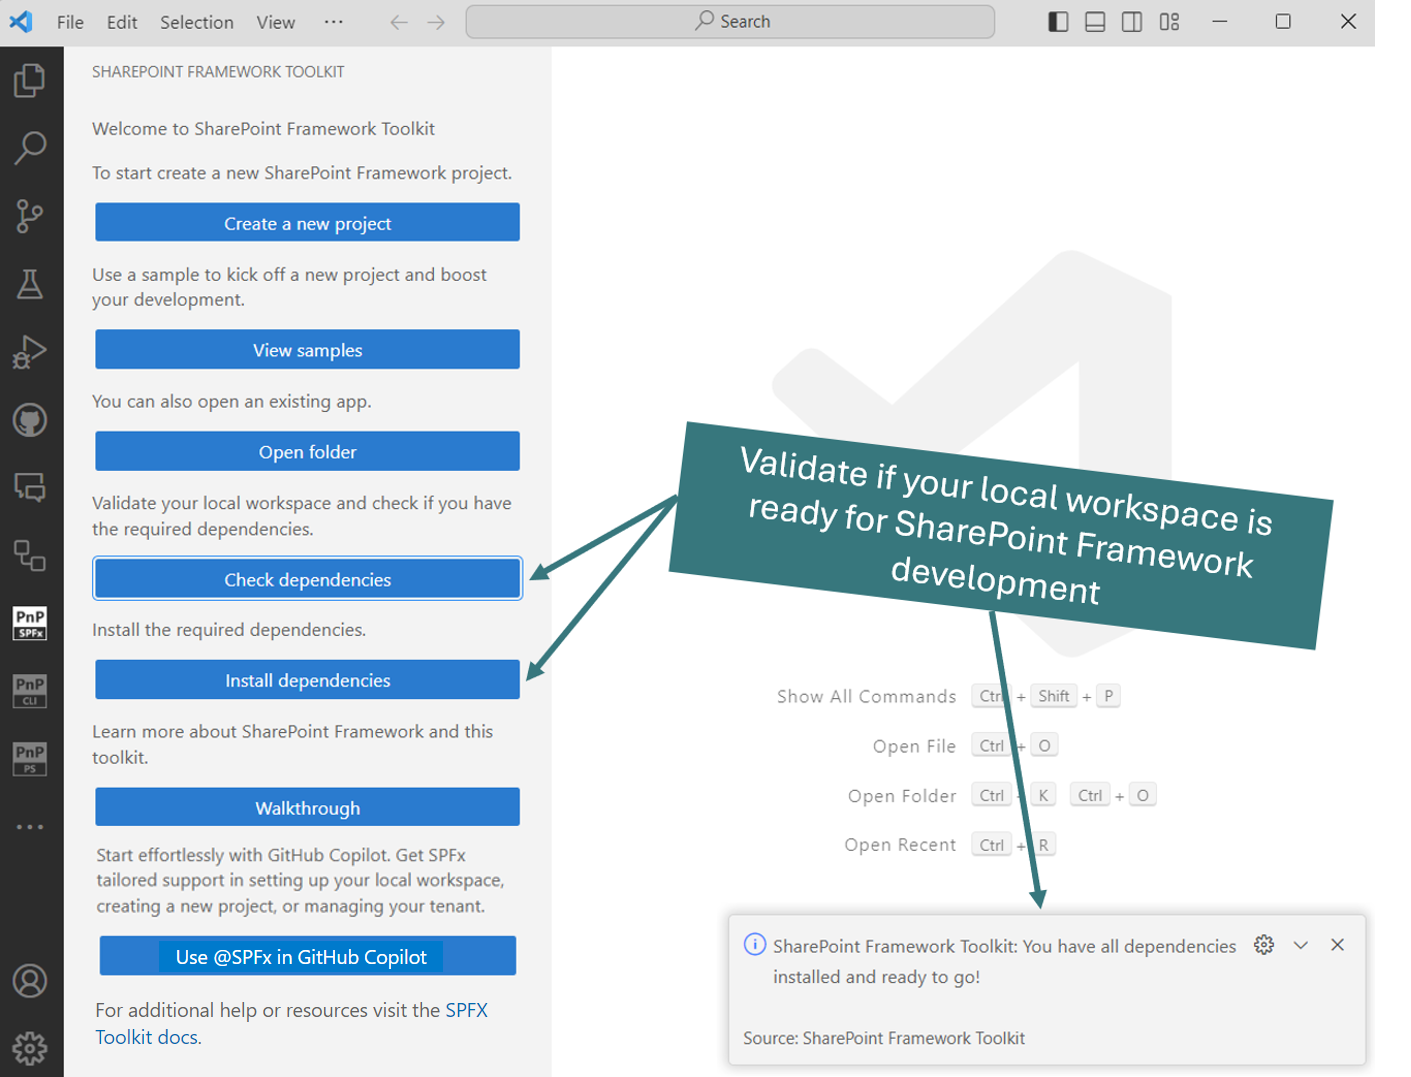 File Edit Selection View ···
Search
SHAREPOINT FRAMEWORK TOOLKIT
Welcome to SharePoint Framework Toolkit
To start create a new SharePoint Framework project.
Create a new project
Use a sample to kick off a new project and boost
your development.
View samples
You can also open an existing app.
Open folder
Validate your local workspace and check if you have
the required dependencies.
Check dependencies
Install the required dependencies.
Install dependencies
Learn more about SharePoint Framework and this
toolkit.
Walkthrough
Start effortlessly with GitHub Copilot. Get SPFx
tailored support in setting up your local workspace,
creating a new project, or managing your tenant.
Use @SPFx in GitHub Copilot
For additional help or resources visit the SPFX
Toolkit docs.
PnP
SPFx
PnP
CLI
PnP
PS
Validate if your local workspace is
ready for SharePoint Framework
development
Show All Commands Ctrl + Shift + P
Open File Ctrl + O
Open Folder Ctrl + K Ctrl + O
Open Recent Ctrl + R
SharePoint Framework Toolkit: You have all dependencies
installed and ready to go!
Source: SharePoint Framework Toolkit